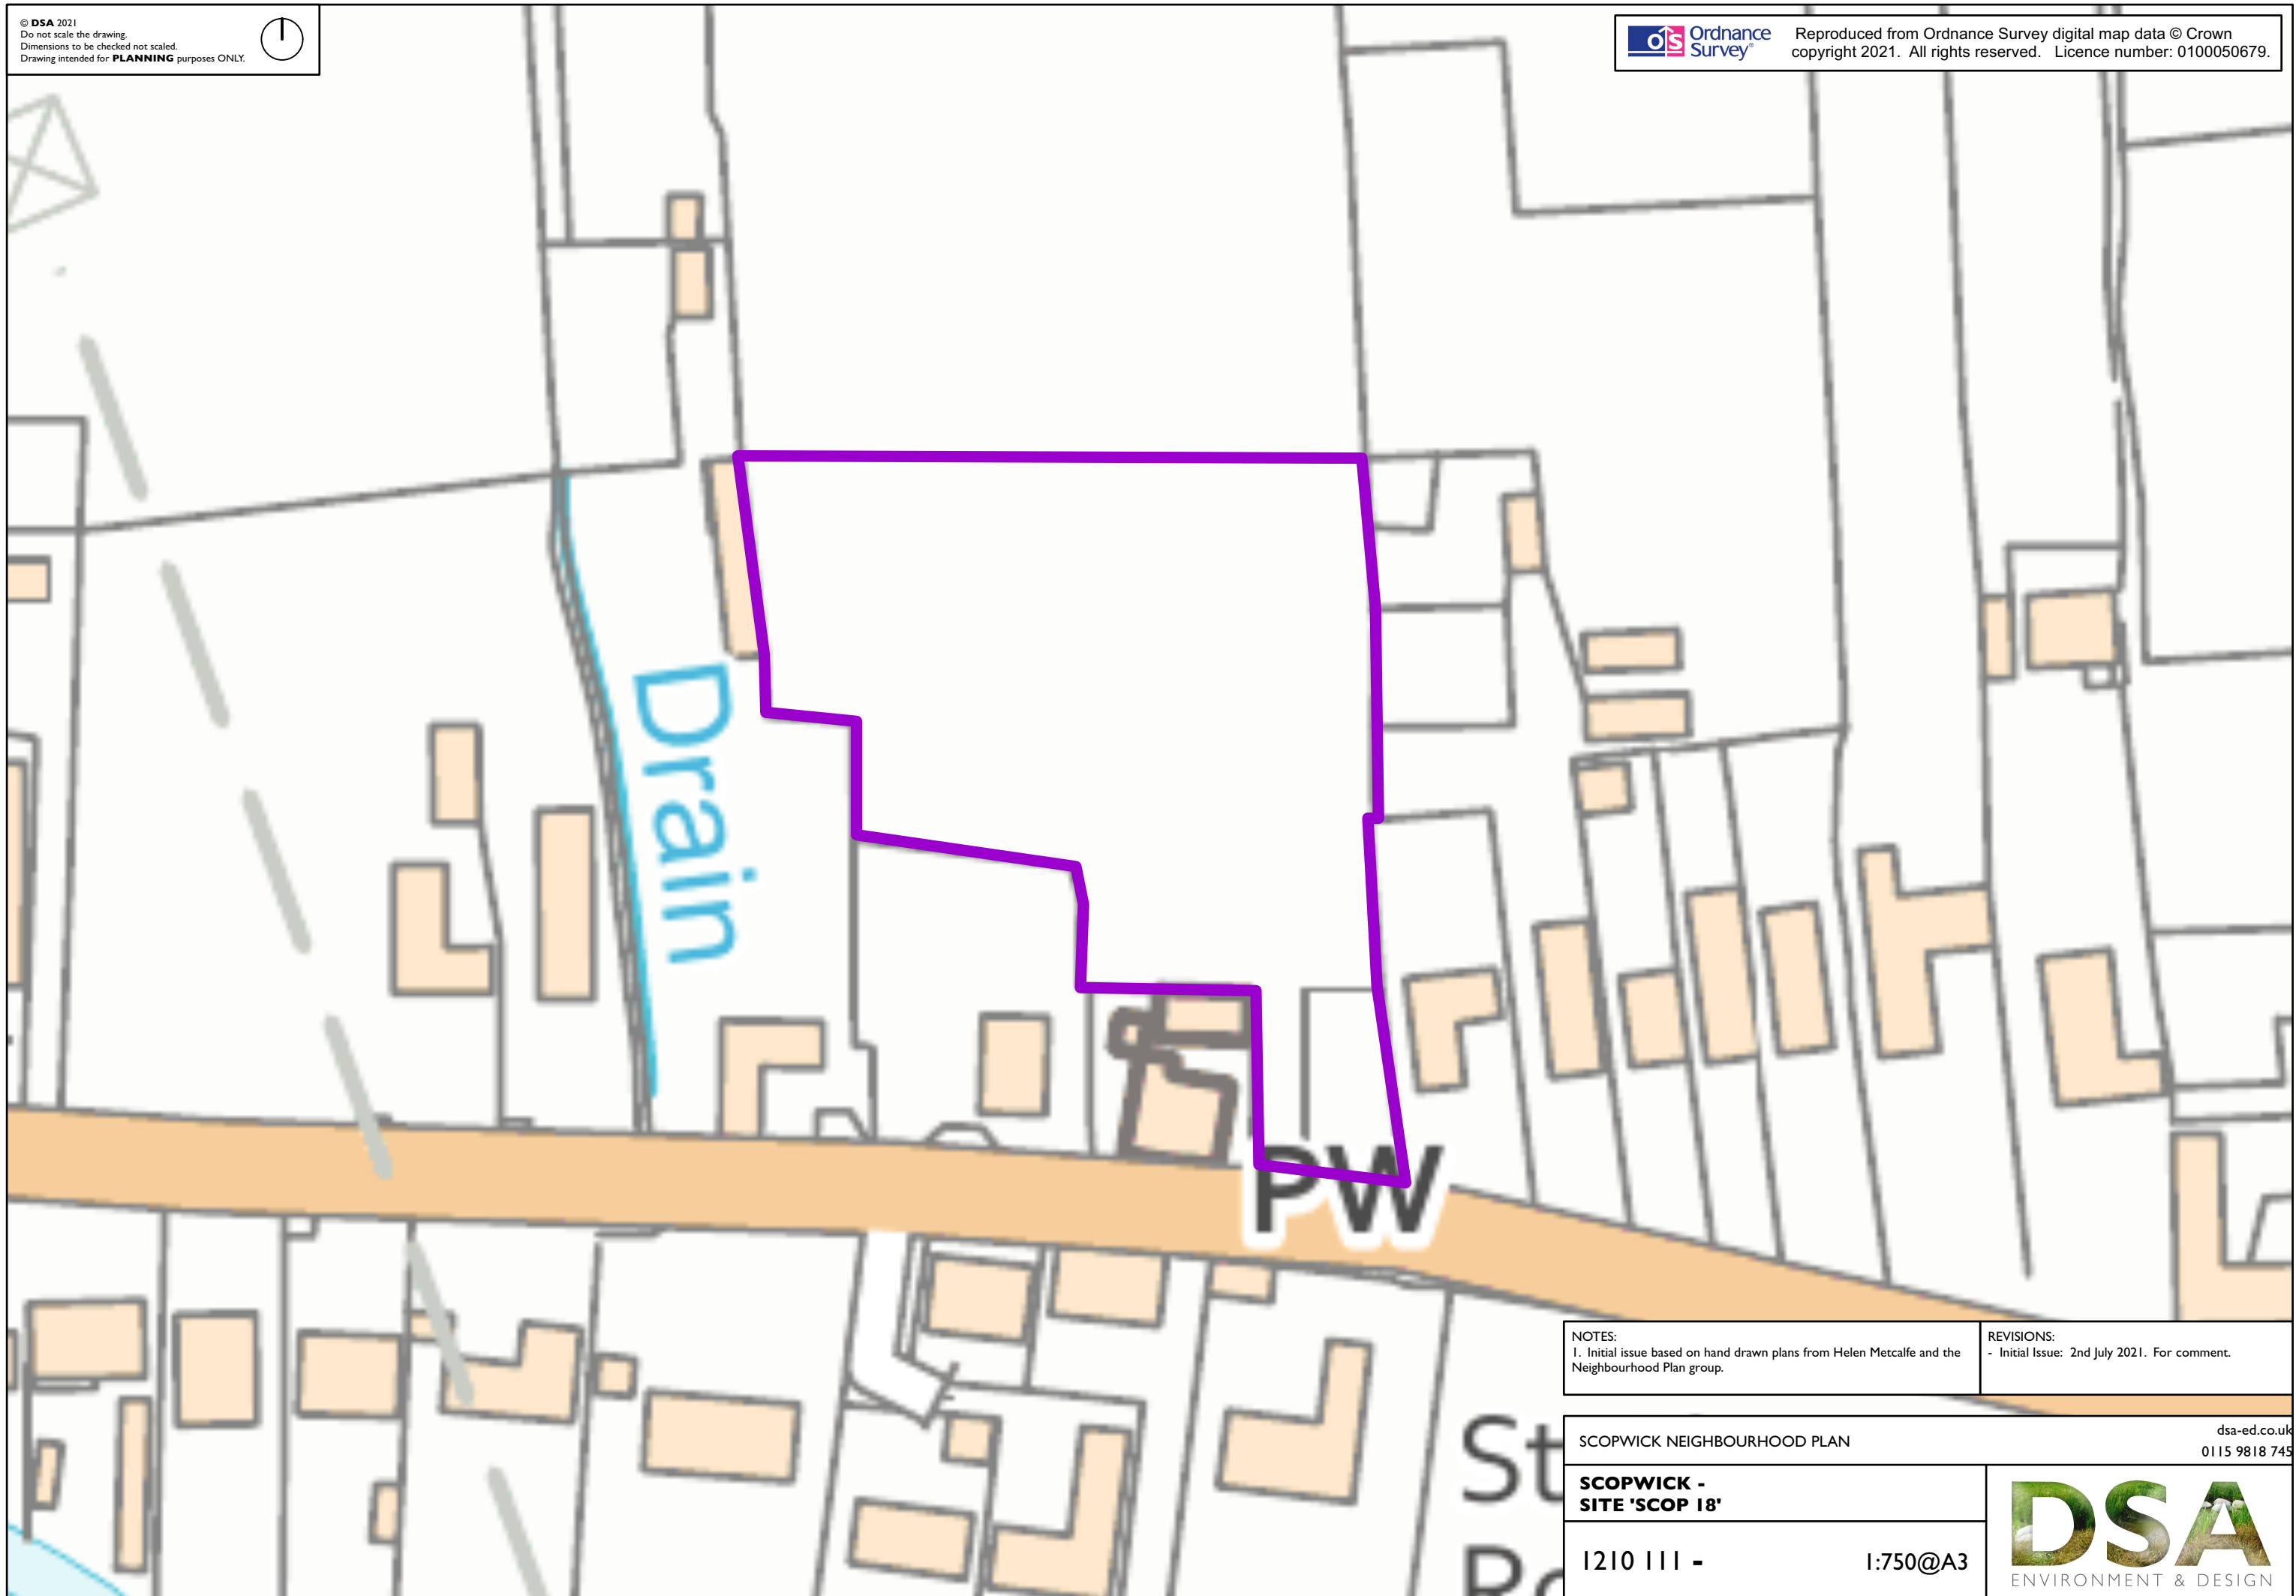 © DSA 2021
Do not scale the drawing.
Dimensions to be checked not scaled.
Drawing intended for PLANNING purposes ONLY.
OS Ordnance Survey®
Reproduced from Ordnance Survey digital map data © Crown
copyright 2021. All rights reserved. Licence number: 0100050679.
Drain
PW
NOTES:
1. Initial issue based on hand drawn plans from Helen Metcalfe and the
Neighbourhood Plan group.
REVISIONS:
- Initial Issue: 2nd July 2021. For comment.
St
SCOPWICK NEIGHBOURHOOD PLAN
dsa-ed.co.uk
0115 9818 745
SCOPWICK -
SITE 'SCOP 18'
1210 111 -
1:750@A3
DSA
ENVIRONMENT & DESIGN